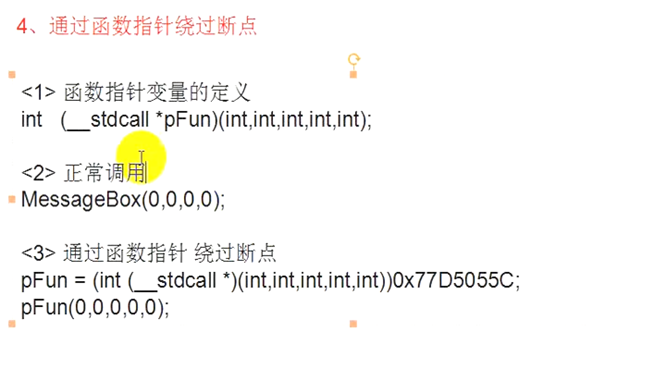 4、通过函数指针绕过断点
<1> 函数指针变量的定义
int (__stdcall *pFun)(int,int,int,int,int);
<2> 正常调用
MessageBox(0,0,0,0);
<3> 通过函数指针 绕过断点
pFun = (int (__stdcall *)(int,int,int,int,int))0x77D5055C;
pFun(0,0,0,0,0);